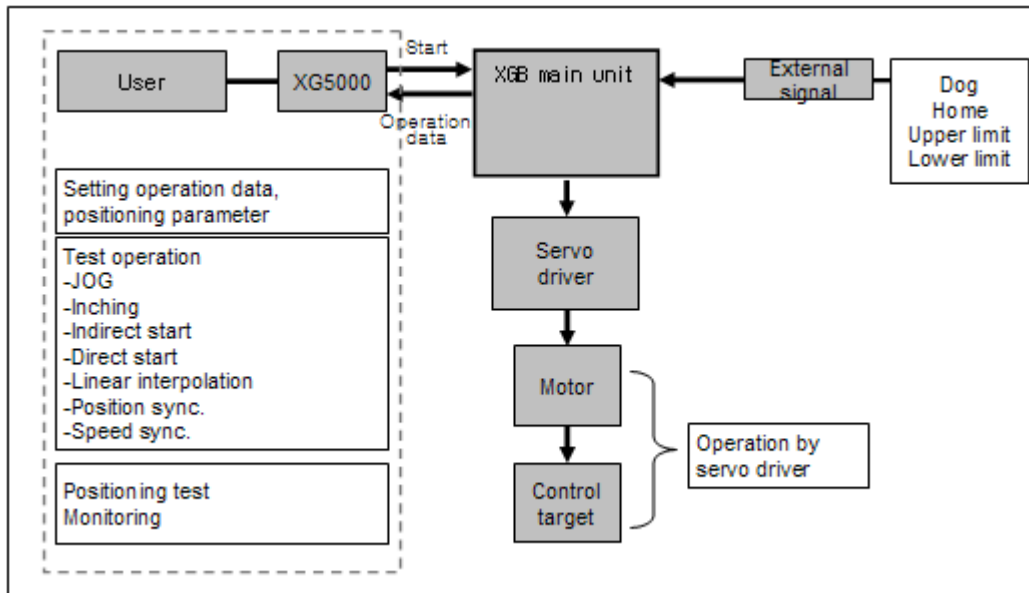 User
XG5000
Start
Operation
data
XGB main unit
External
signal
Dog
Home
Upper limit
Lower limit
Setting operation data,
positioning parameter
Test operation
-JOG
-Inching
-Indirect start
-Direct start
-Linear interpolation
-Position sync.
-Speed sync.
Positioning test
Monitoring
Servo
driver
Motor
Control
target
Operation by
servo driver